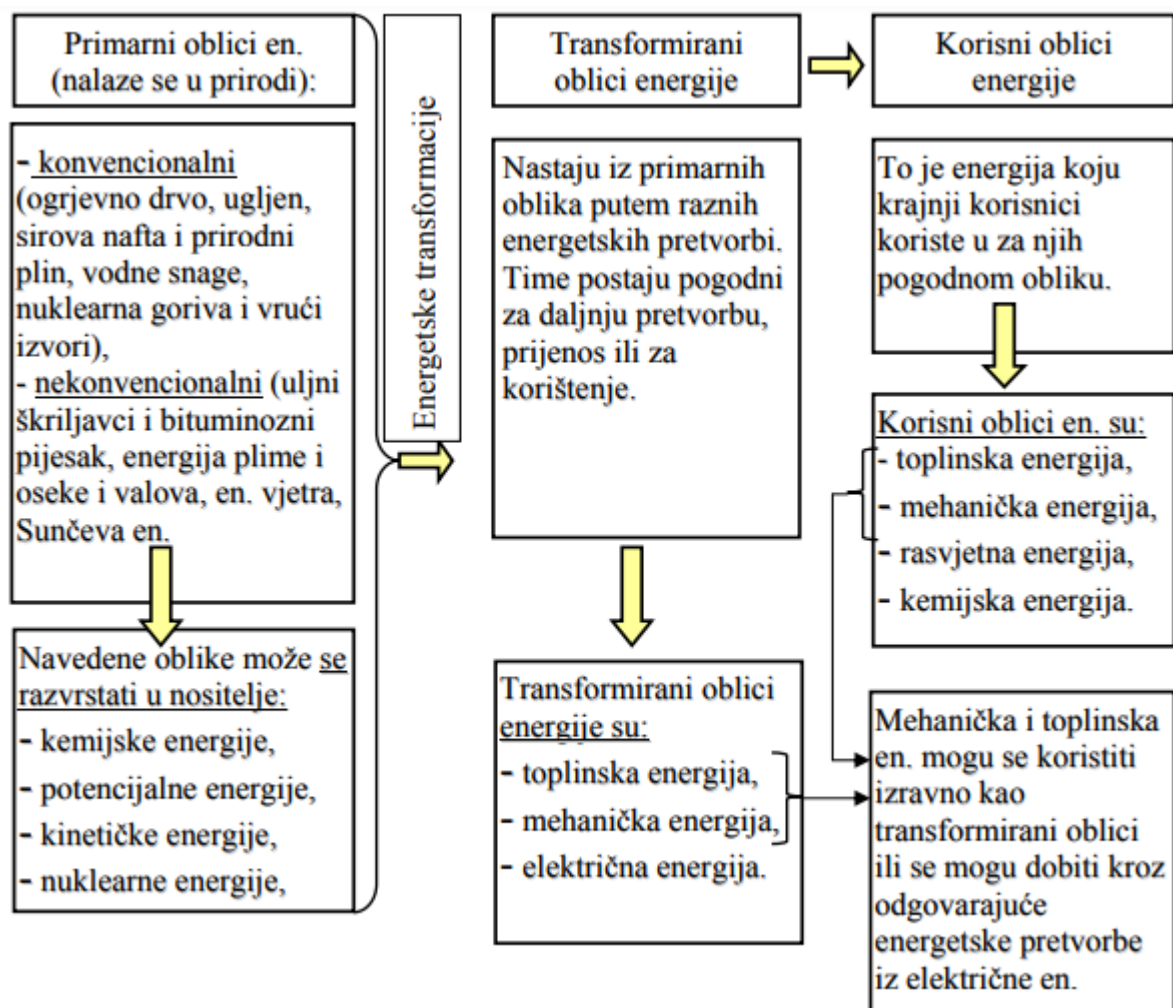 Primarni oblici en.
(nalaze se u prirodi):
- konvencionalni
(ogrjevno drvo, ugljen,
sirova nafta i prirodni
plin, vodne snage,
nuklearna goriva i vrući
izvori),
- nekonvencionalni (uljni
škriljavci i bituminozni
pijesak, energija plime i
oseke i valova, en. vjetra,
Sunčeva en.
Navedene oblike može se
razvrstati u nositelje:
- kemijske energije,
- potencijalne energije,
- kinetičke energije,
- nuklearne energije,
Energetske transformacije
Transformirani
oblici energije
Nastaju iz primarnih
oblika putem raznih
energetskih pretvorbi.
Time postaju pogodni
za daljnju pretvorbu,
prijenos ili za
korištenje.
Transformirani oblici
energije su:
- toplinska energija,
- mehanička energija,
- električna energija.
Korisni oblici
energije
To je energija koju
krajnji korisnici
koriste u za njih
pogodnom obliku.
Korisni oblici en. su:
- toplinska energija,
- mehanička energija,
- rasvjetna energija,
- kemijska energija.
Mehanička i toplinska
en. mogu se koristiti
izravno kao
transformirani oblici
ili se mogu dobiti kroz
odgovarajuće
energetske pretvorbe
iz električne en.